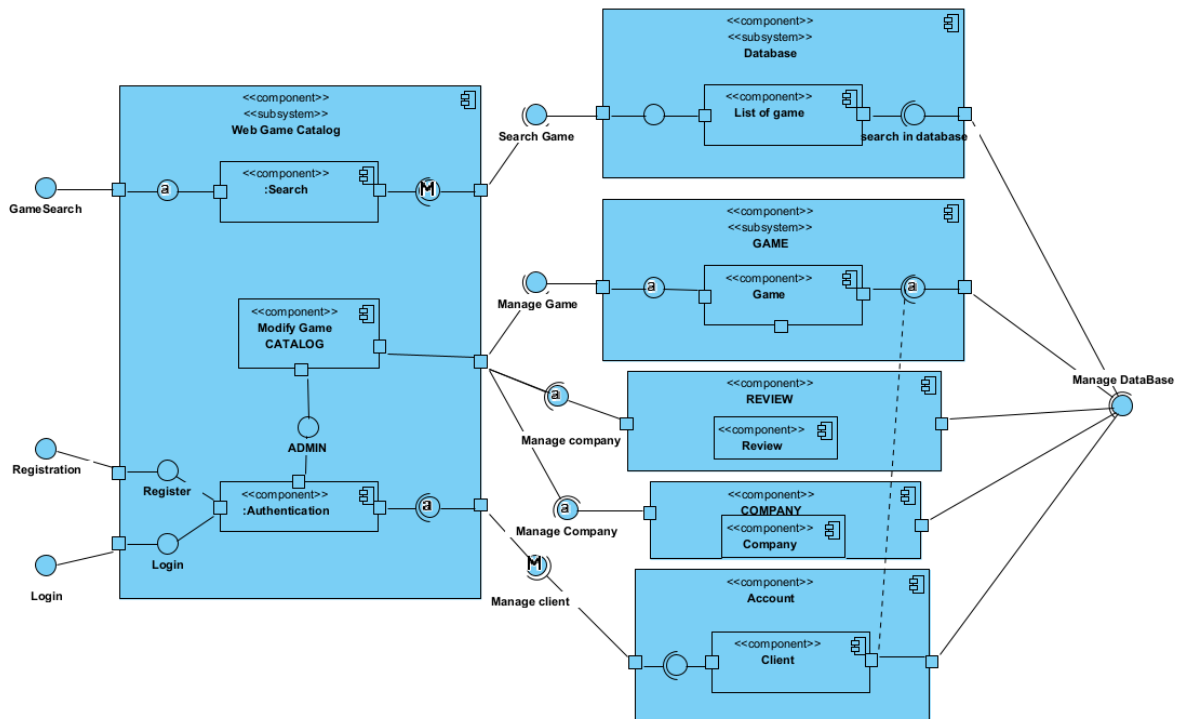 <<component>>
<<subsystem>>
Web Game Catalog
<<component>>
:Search
a
M
GameSearch
<<component>>
Modify Game
CATALOG
ADMIN
Registration
Register
<<component>>
:Authentication
a
Login
Login
Search Game
Manage Game
a
Manage company
a
Manage Company
M
Manage client
<<component>>
<<subsystem>>
Database
<<component>>
List of game
search in database
<<component>>
<<subsystem>>
GAME
a
<<component>>
Game
a
<<component>>
REVIEW
<<component>>
Review
<<component>>
COMPANY
<<component>>
Company
<<component>>
Account
<<component>>
Client
Manage DataBase